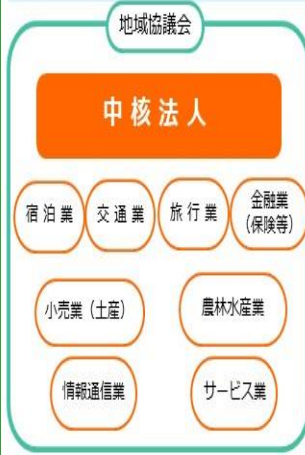 地域協議会
中核法人
宿泊業
交通業
旅行業
金融業
(保険等)
小売業（土産）
農林水産業
情報通信業
サービス業